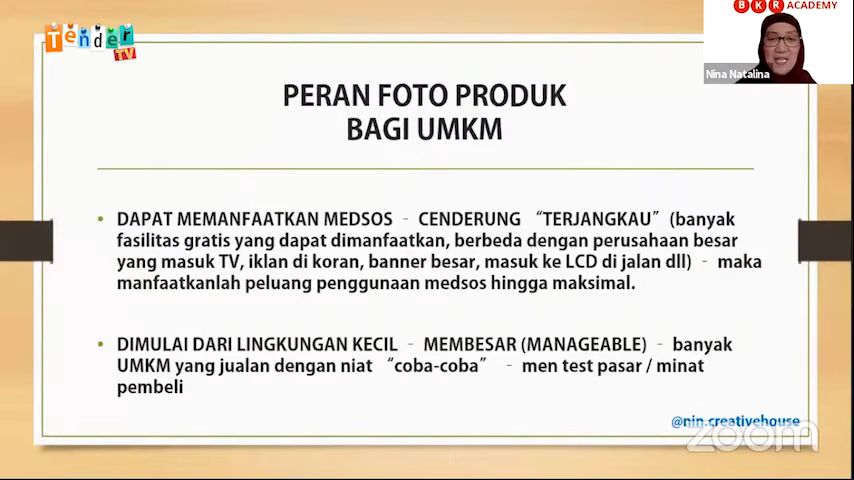 Tender
TV
BKR ACADEMY
Nina Natalina
PERAN FOTO PRODUK
BAGI UMKM
• DAPAT MEMANFAATKAN MEDSOS – CENDERUNG “TERJANGKAU” (banyak
fasilitas gratis yang dapat dimanfaatkan, berbeda dengan perusahaan besar
yang masuk TV, iklan di koran, banner besar, masuk ke LCD di jalan dll) – maka
manfaatkanlah peluang penggunaan medsos hingga maksimal.
• DIMULAI DARI LINGKUNGAN KECIL – MEMBESAR (MANAGEABLE) – banyak
UMKM yang jualan dengan niat “coba-coba” – men test pasar / minat
pembeli
@nin.creativehouse
zoom